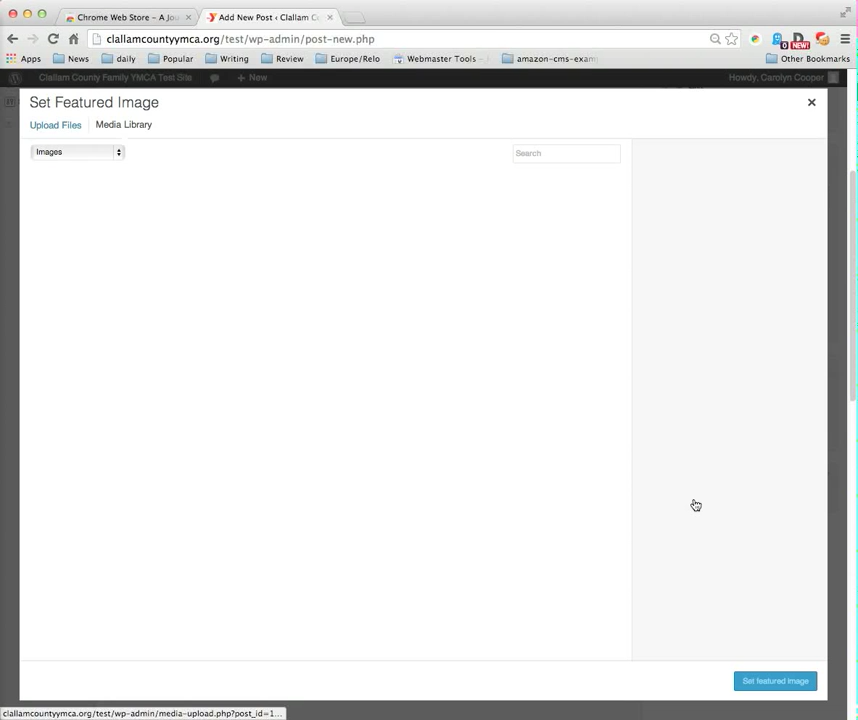 Chrome Web Store – A Jou
Add New Post ‹ Clallam C
clallamcountyymca.org/test/wp-admin/post-new.php
Apps News daily Popular Writing Review Europe/Relo Webmaster Tools - amazon-cms-exam Other Bookmarks
0 NEW!
Clallam County Family YMCA Test Site + New Howdy, Carolyn Cooper
Set Featured Image
Upload Files Media Library
Images Search
Set featured image
clallamcountyymca.org/test/wp-admin/media-upload.php?post_id=1...